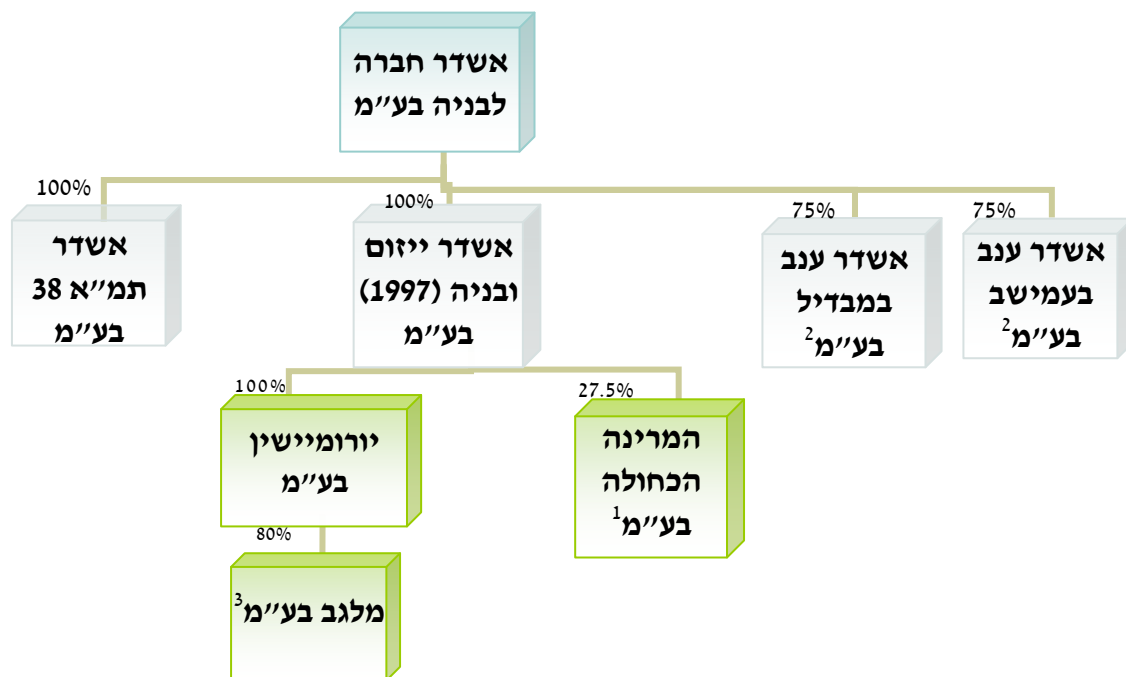 אשדר חברה
לבניה בע״מ
100%
100%
75%
75%
אשדר
תמ״א 38
בע״מ
אשדר ייזום
ובניה (1997)
בע״מ
אשדר ענב
במבדיל
בע״מ²
אשדר ענב
בעמישב
בע״מ²
100%
27.5%
יורומיישין
בע״מ
המרינה
הכחולה
בע״מ¹
80%
מלגב בע״מ³